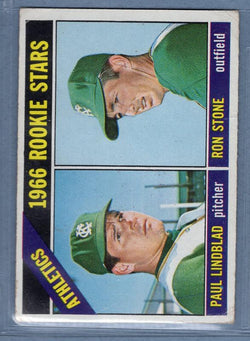 1966 ROOKIE STARS
ATHLETICS
RON STONE outfield
PAUL LINDBLAD pitcher